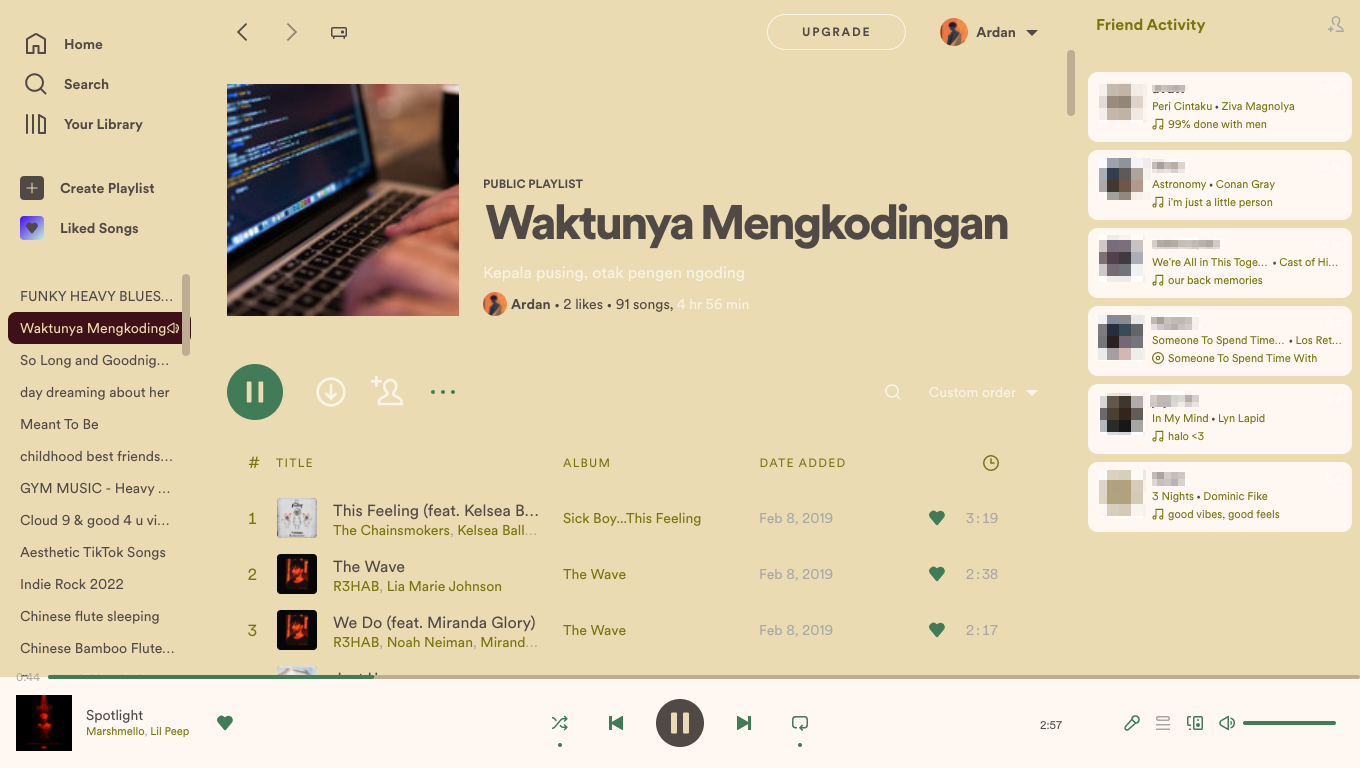 Home
Search
Your Library
Create Playlist
Liked Songs
FUNKY HEAVY BLUES...
Waktunya Mengkoding
So Long and Goodnig...
day dreaming about her
Meant To Be
childhood best friends...
GYM MUSIC - Heavy ...
Cloud 9 & good 4 u vi...
Aesthetic TikTok Songs
Indie Rock 2022
Chinese flute sleeping
Chinese Bamboo Flute...
UPGRADE
Ardan
PUBLIC PLAYLIST
Waktunya Mengkodingan
Kepala pusing, otak pengen ngoding
Ardan • 2 likes • 91 songs, 4 hr 56 min
Custom order
# TITLE ALBUM DATE ADDED
1 This Feeling (feat. Kelsea B... Sick Boy...This Feeling Feb 8, 2019 3:19
The Chainsmokers, Kelsea Ball...
2 The Wave The Wave Feb 8, 2019 2:38
R3HAB, Lia Marie Johnson
3 We Do (feat. Miranda Glory) The Wave Feb 8, 2019 2:17
R3HAB, Noah Neiman, Mirand...
Friend Activity
Peri Cintaku • Ziva Magnolya
99% done with men
Astronomy • Conan Gray
i'm just a little person
We're All in This Toge... • Cast of Hi...
our back memories
Someone To Spend Time... • Los Ret...
Someone To Spend Time With
In My Mind • Lyn Lapid
halo <3
3 Nights • Dominic Fike
good vibes, good feels
0:44
Spotlight
Marshmello, Lil Peep
2:57